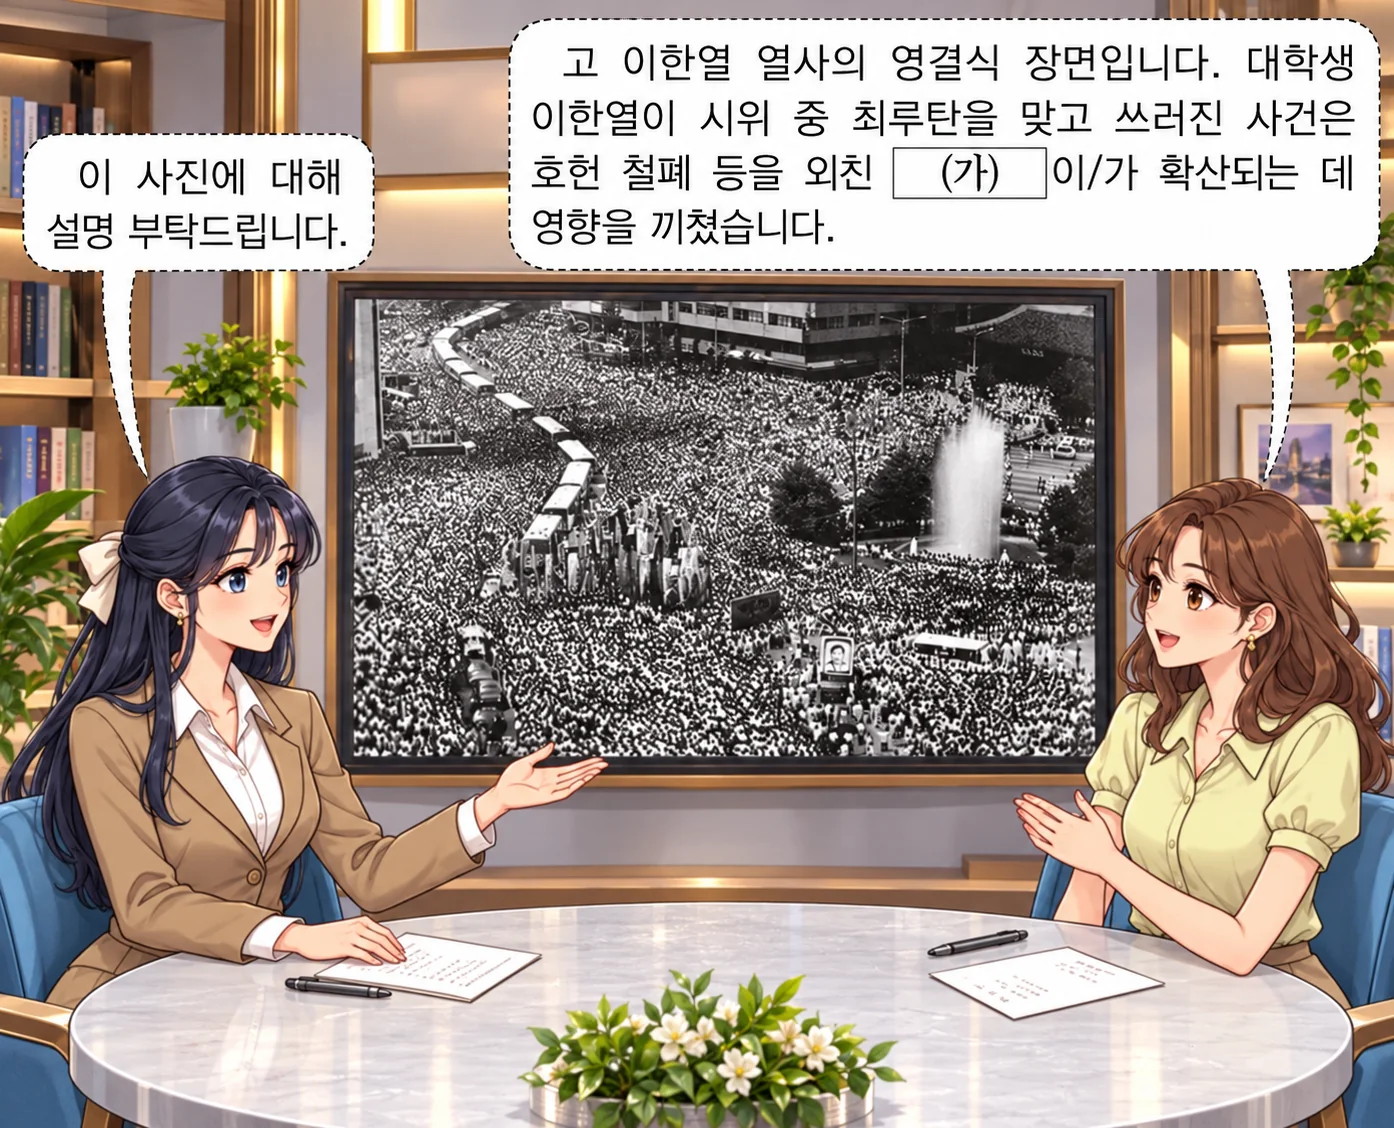 이 사진에 대해
설명 부탁드립니다.
고 이한열 열사의 영결식 장면입니다. 대학생
이한열이 시위 중 최루탄을 맞고 쓰러진 사건은
호헌 철폐 등을 외친 (가) 이/가 확산되는 데
영향을 끼쳤습니다.